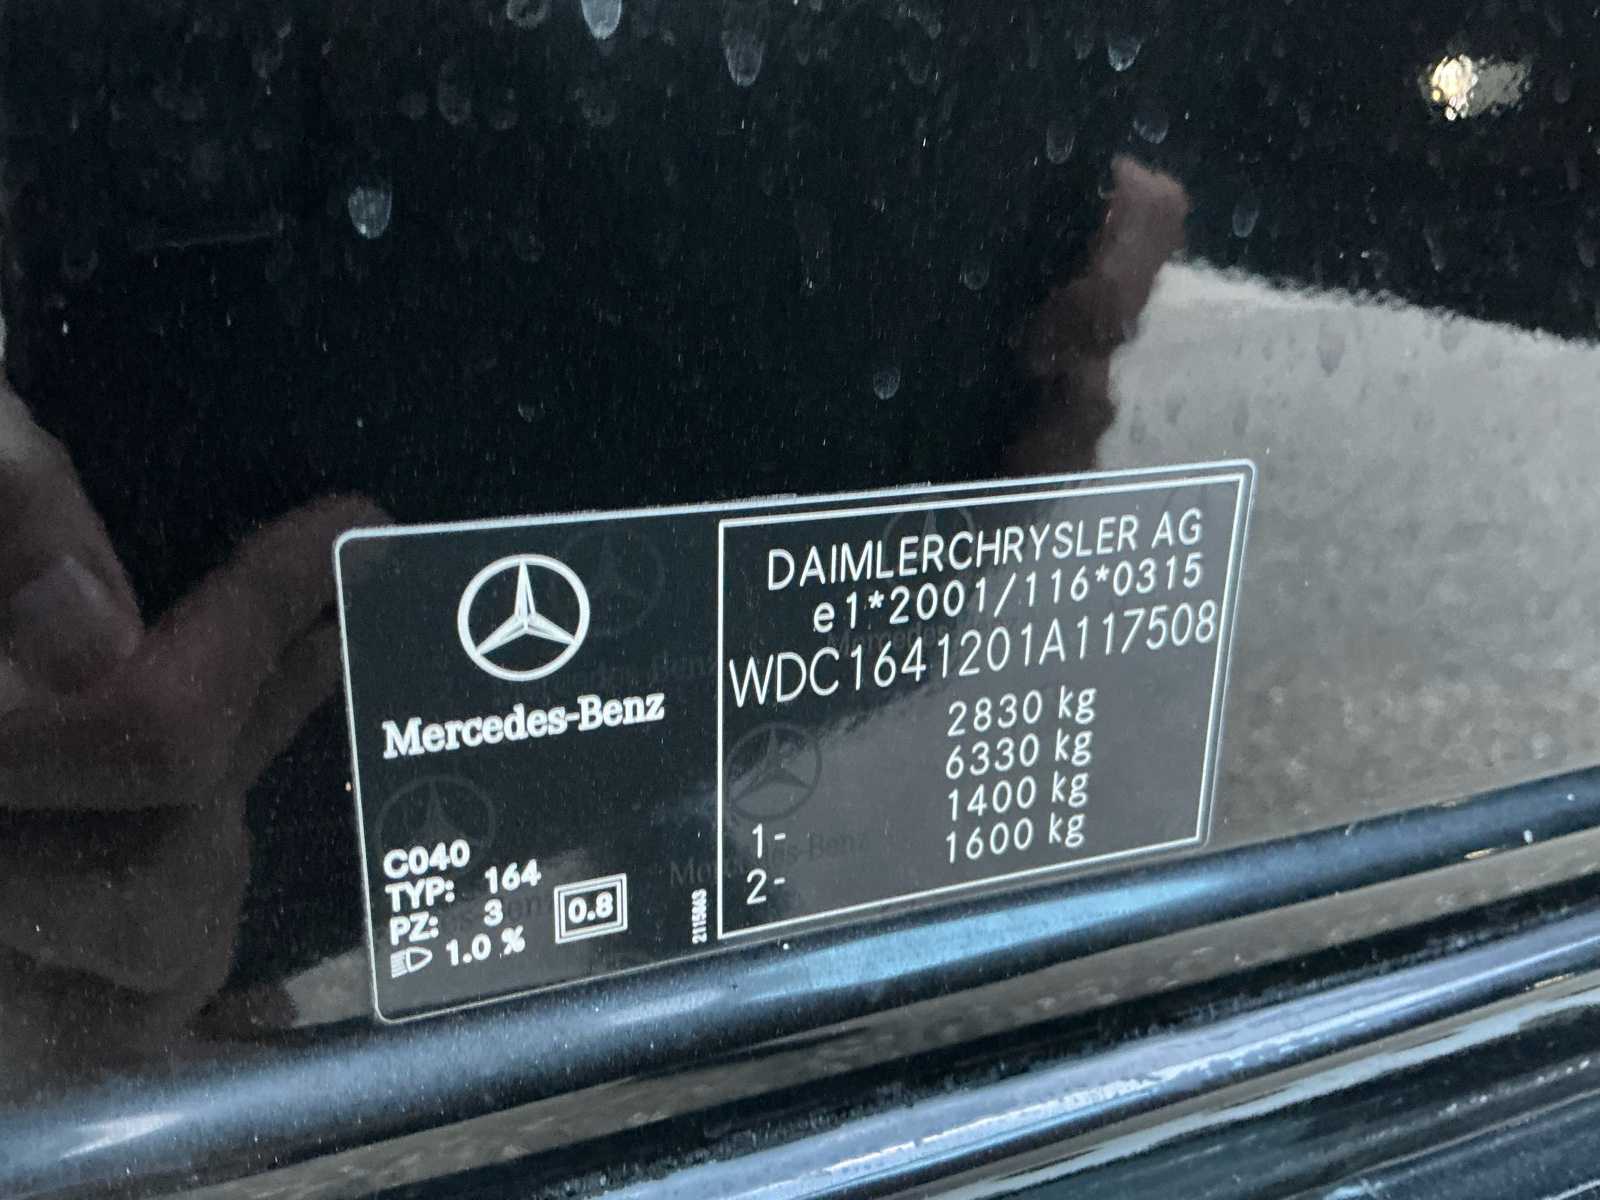 Mercedes-Benz
C040
TYP: 164
PZ: 3
1.0 %
0.8
2115863
DAIMLERCHRYSLER AG
e1*2001/116*0315
WDC1641201A117508
2830 kg
6330 kg
1- 1400 kg
2- 1600 kg